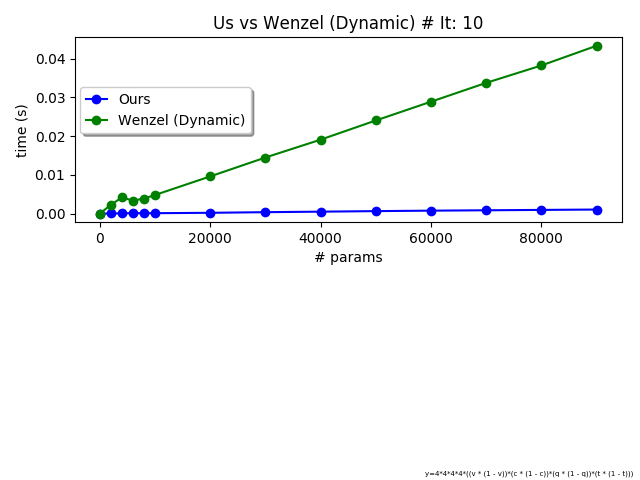 Us vs Wenzel (Dynamic) # It: 10
time (s)
0.04
0.03
0.02
0.01
0.00
Ours
Wenzel (Dynamic)
0 20000 40000 60000 80000
# params
y=4*4*4*4*((v * (1 - v))*(c * (1 - c))*(q * (1 - q))*(t * (1 - t)))